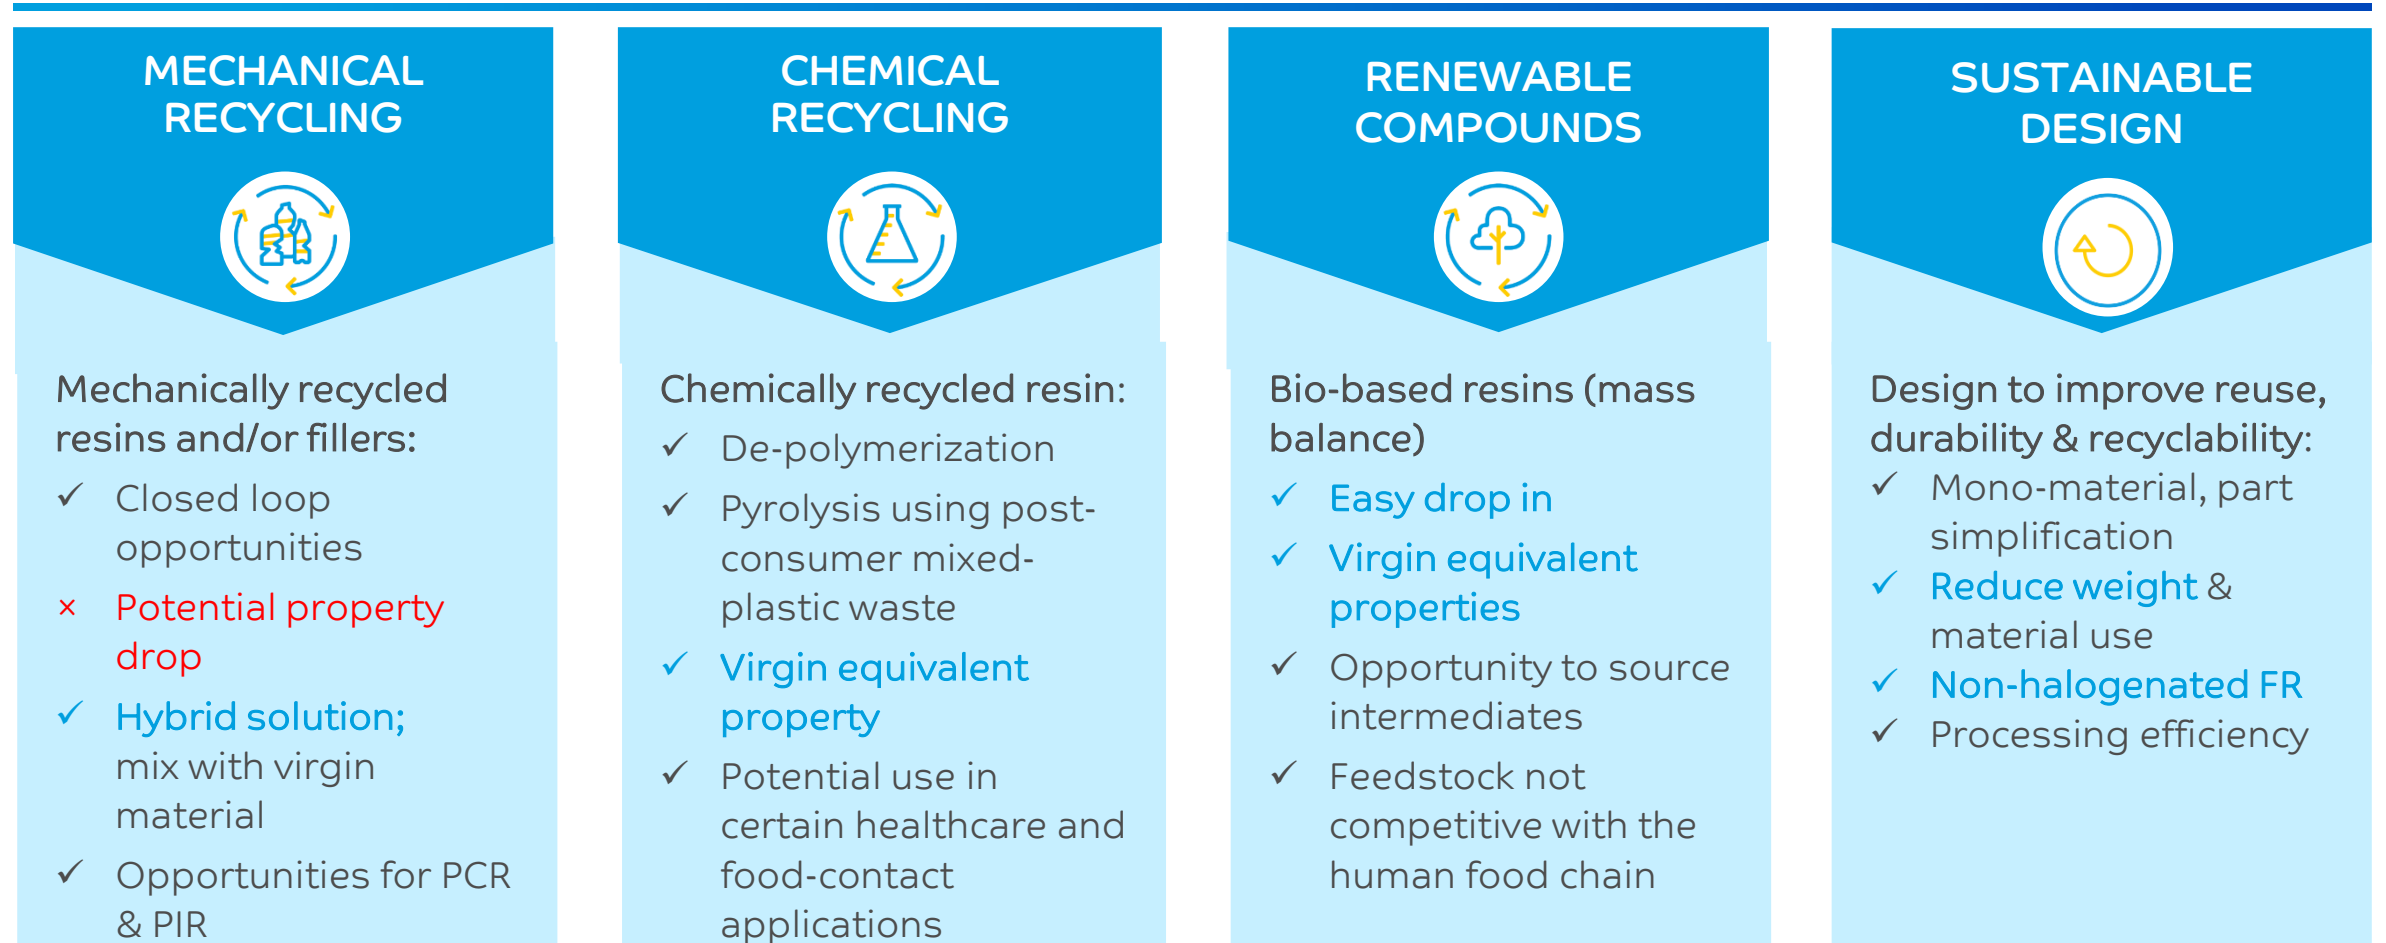 MECHANICAL
RECYCLING
Mechanically recycled
resins and/or fillers:
✓ Closed loop
opportunities
× Potential property
drop
✓ Hybrid solution;
mix with virgin
material
✓ Opportunities for PCR
& PIR
CHEMICAL
RECYCLING
Chemically recycled resin:
✓ De-polymerization
✓ Pyrolysis using post-
consumer mixed-
plastic waste
✓ Virgin equivalent
property
✓ Potential use in
certain healthcare and
food-contact
applications
RENEWABLE
COMPOUNDS
Bio-based resins (mass
balance)
✓ Easy drop in
✓ Virgin equivalent
properties
✓ Opportunity to source
intermediates
✓ Feedstock not
competitive with the
human food chain
SUSTAINABLE
DESIGN
Design to improve reuse,
durability & recyclability:
✓ Mono-material, part
simplification
✓ Reduce weight &
material use
✓ Non-halogenated FR
✓ Processing efficiency